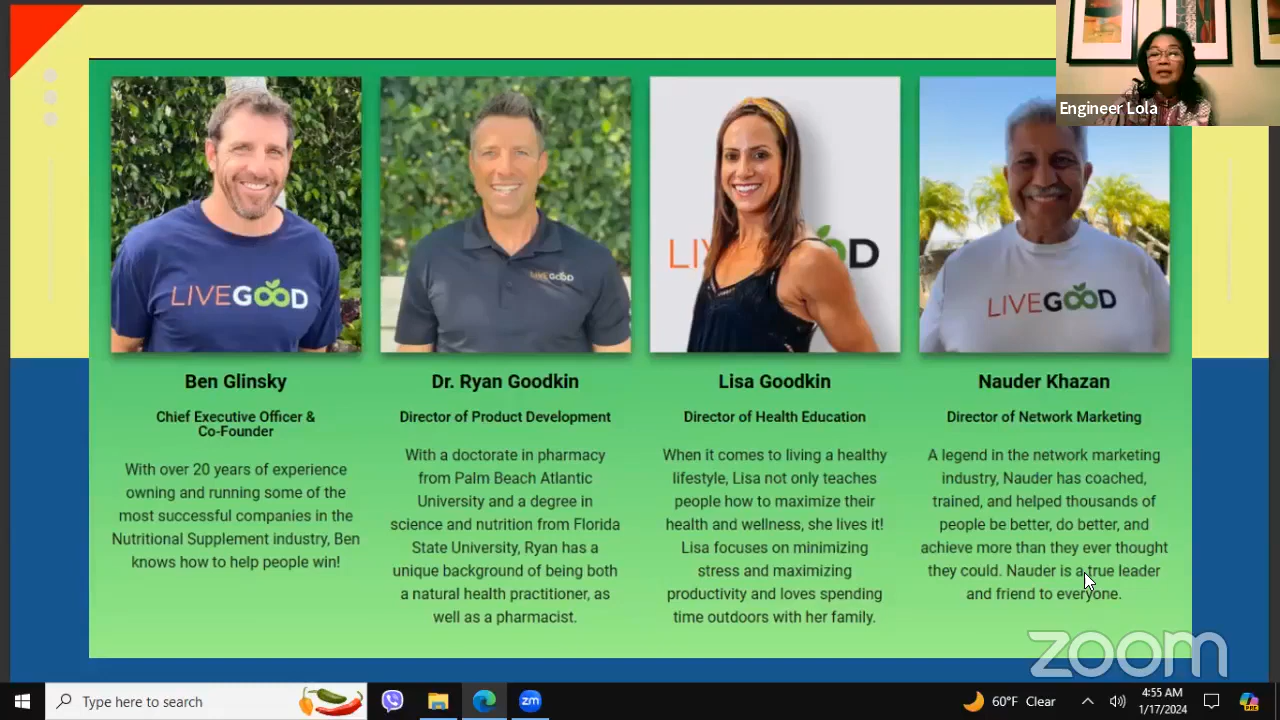 Engineer Lola
LIVEGOOD
LIVEGOOD
LI D
LIVEGOOD
Ben Glinsky
Chief Executive Officer &
Co-Founder
With over 20 years of experience
owning and running some of the
most successful companies in the
Nutritional Supplement industry, Ben
knows how to help people win!
Dr. Ryan Goodkin
Director of Product Development
With a doctorate in pharmacy
from Palm Beach Atlantic
University and a degree in
science and nutrition from Florida
State University, Ryan has a
unique background of being both
a natural health practitioner, as
well as a pharmacist.
Lisa Goodkin
Director of Health Education
When it comes to living a healthy
lifestyle, Lisa not only teaches
people how to maximize their
health and wellness, she lives it!
Lisa focuses on minimizing
stress and maximizing
productivity and loves spending
time outdoors with her family.
Nauder Khazan
Director of Network Marketing
A legend in the network marketing
industry, Nauder has coached,
trained, and helped thousands of
people be better, do better, and
achieve more than they ever thought
they could. Nauder is a true leader
and friend to everyone.
zoom
Type here to search
zm
60°F Clear
4:55 AM
1/17/2024
PRE